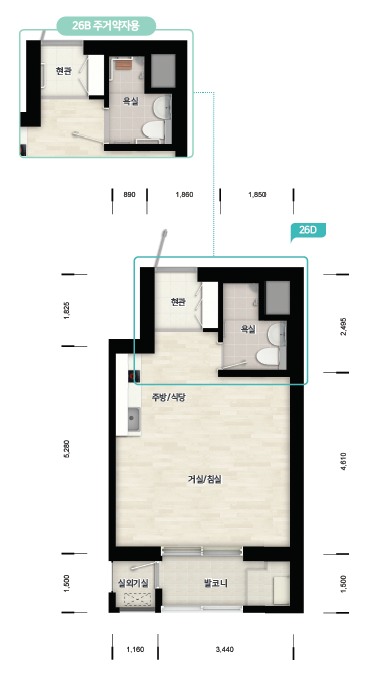 26B 주거약자용
현관
욕실
890
1,860
1,850
26D
현관
욕실
1,825
2,495
주방/식당
5,280
4,610
거실/침실
실외기실
발코니
1,500
1,500
1,160
3,440